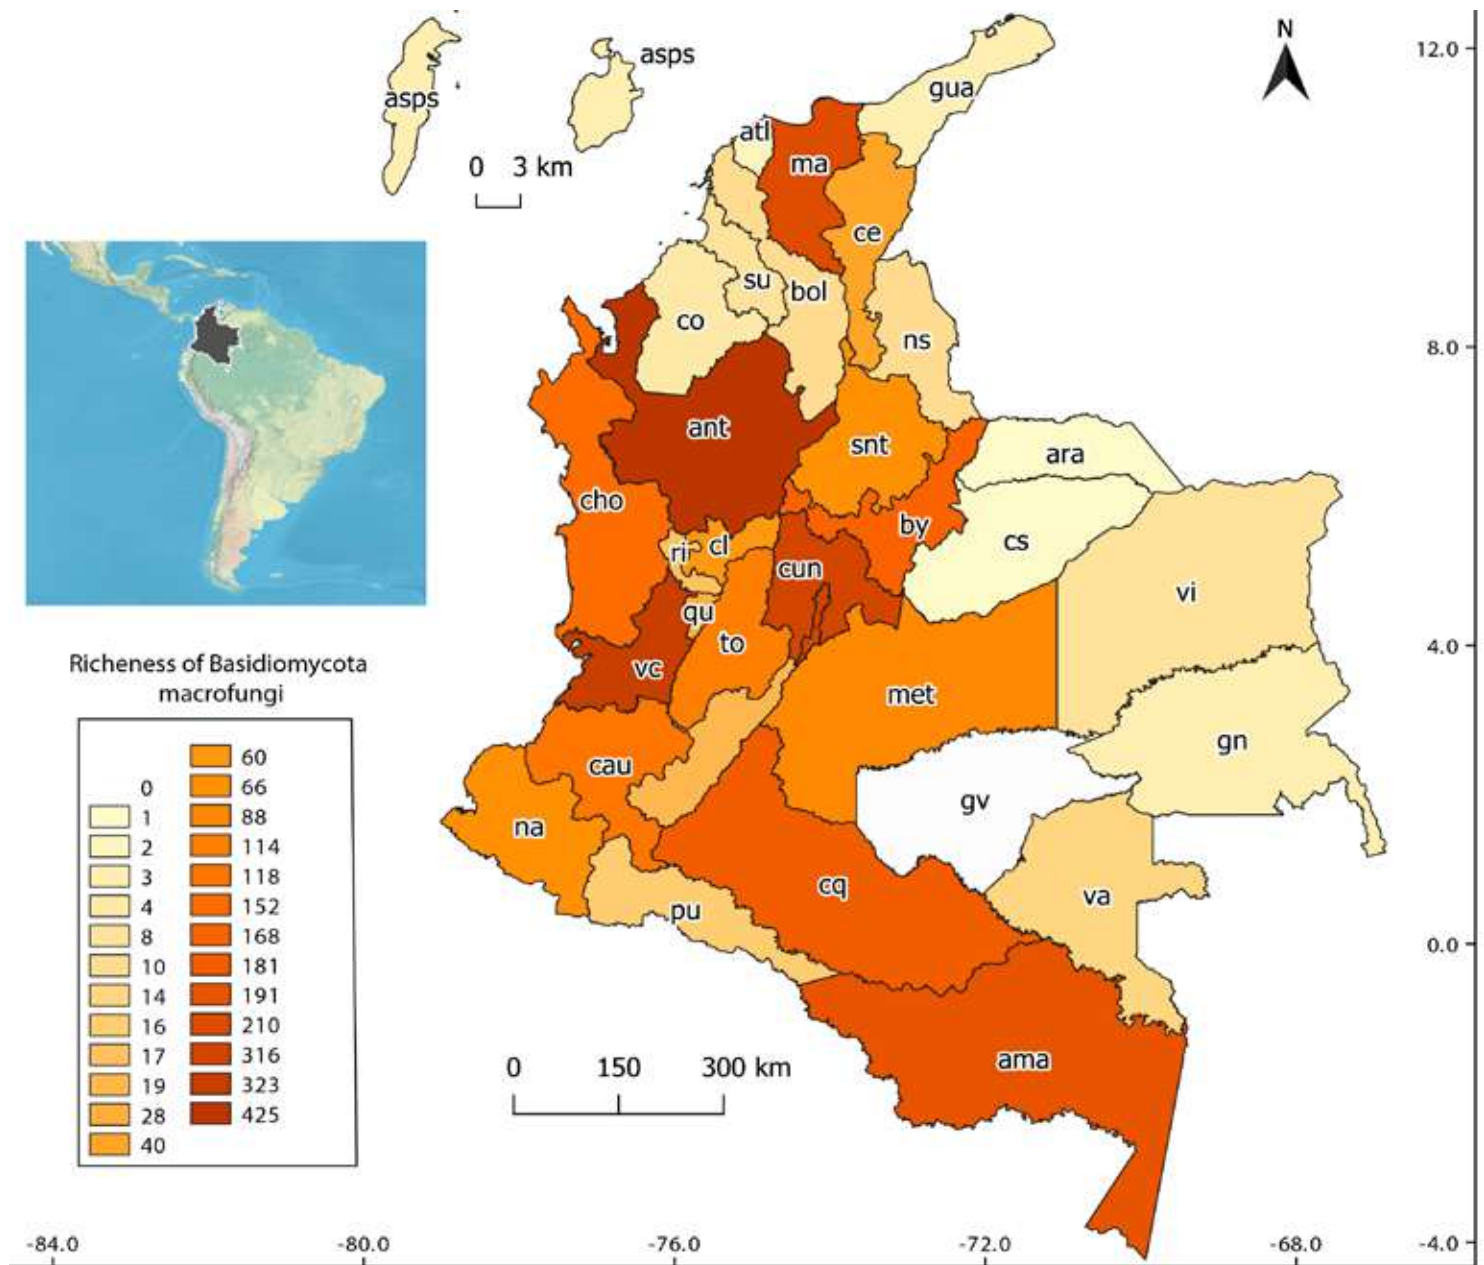 N
12.0
asps
asps
gua
atl
ma
0 3 km
ce
su
bol
co
ns
8.0
ant
snt
ara
cho
by
cs
ri
cl
cun
vi
qu
to
4.0
vc
met
gn
cau
gv
na
cq
va
pu
0.0
ama
Richeness of Basidiomycota
macrofungi
0
1
2
3
4
8
10
14
16
17
19
28
40
60
66
88
114
118
152
168
181
191
210
316
323
425
0 150 300 km
-84.0 -80.0 -76.0 -72.0 -68.0 -4.0